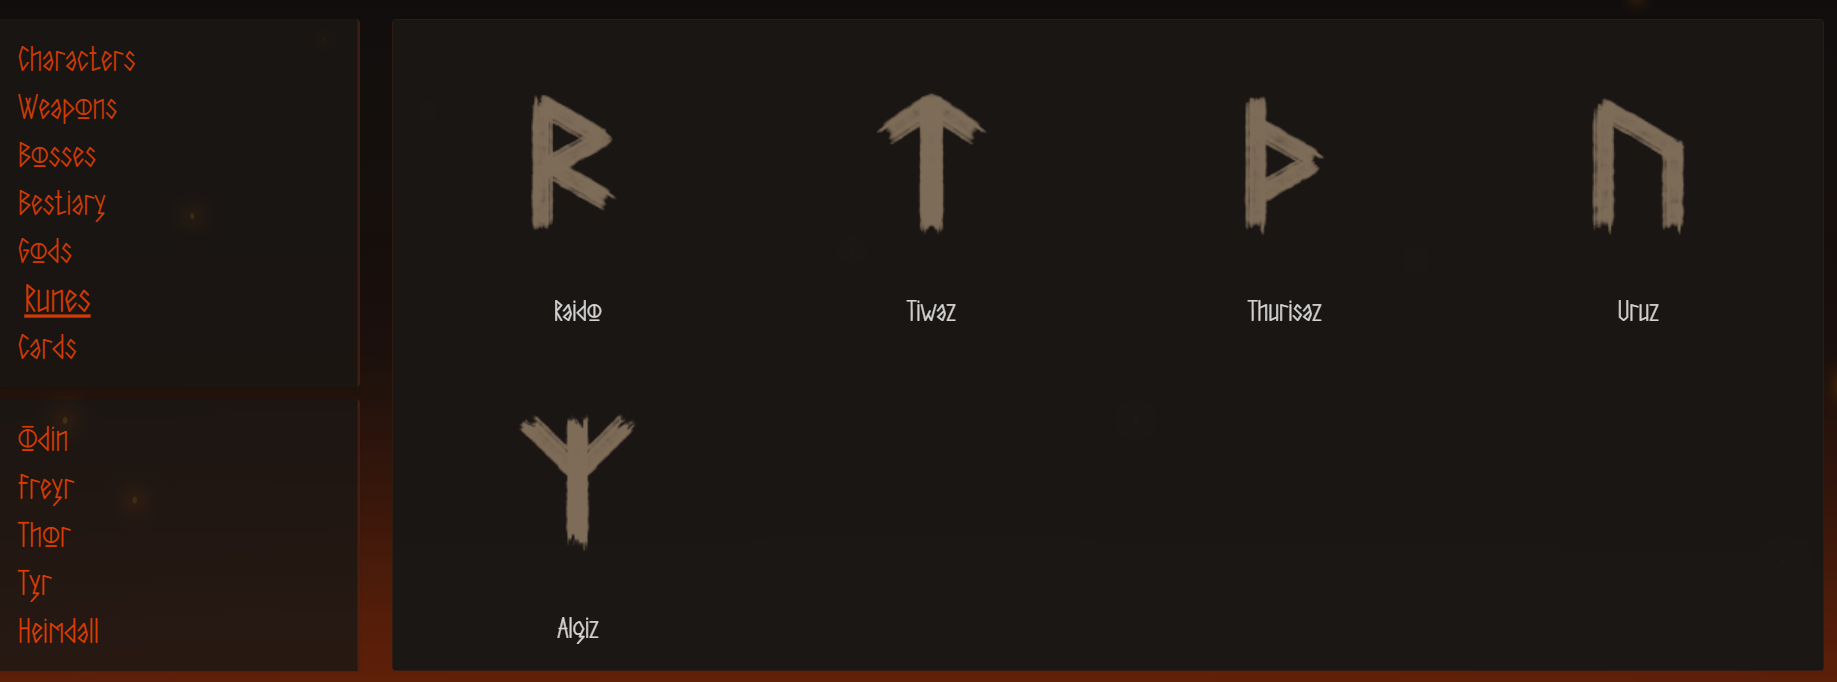 Characters
Weapons
Bosses
Bestiary
Gods
Runes
Cards
Odin
Freyr
Thor
Tyr
Heimdall
ᚱ ᛏ ᚦ ᚢ
Raido Tiwaz Thurisaz Uruz
ᛉ
Algiz